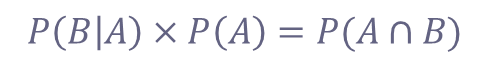 P(B|A) × P(A) = P(A ∩ B)